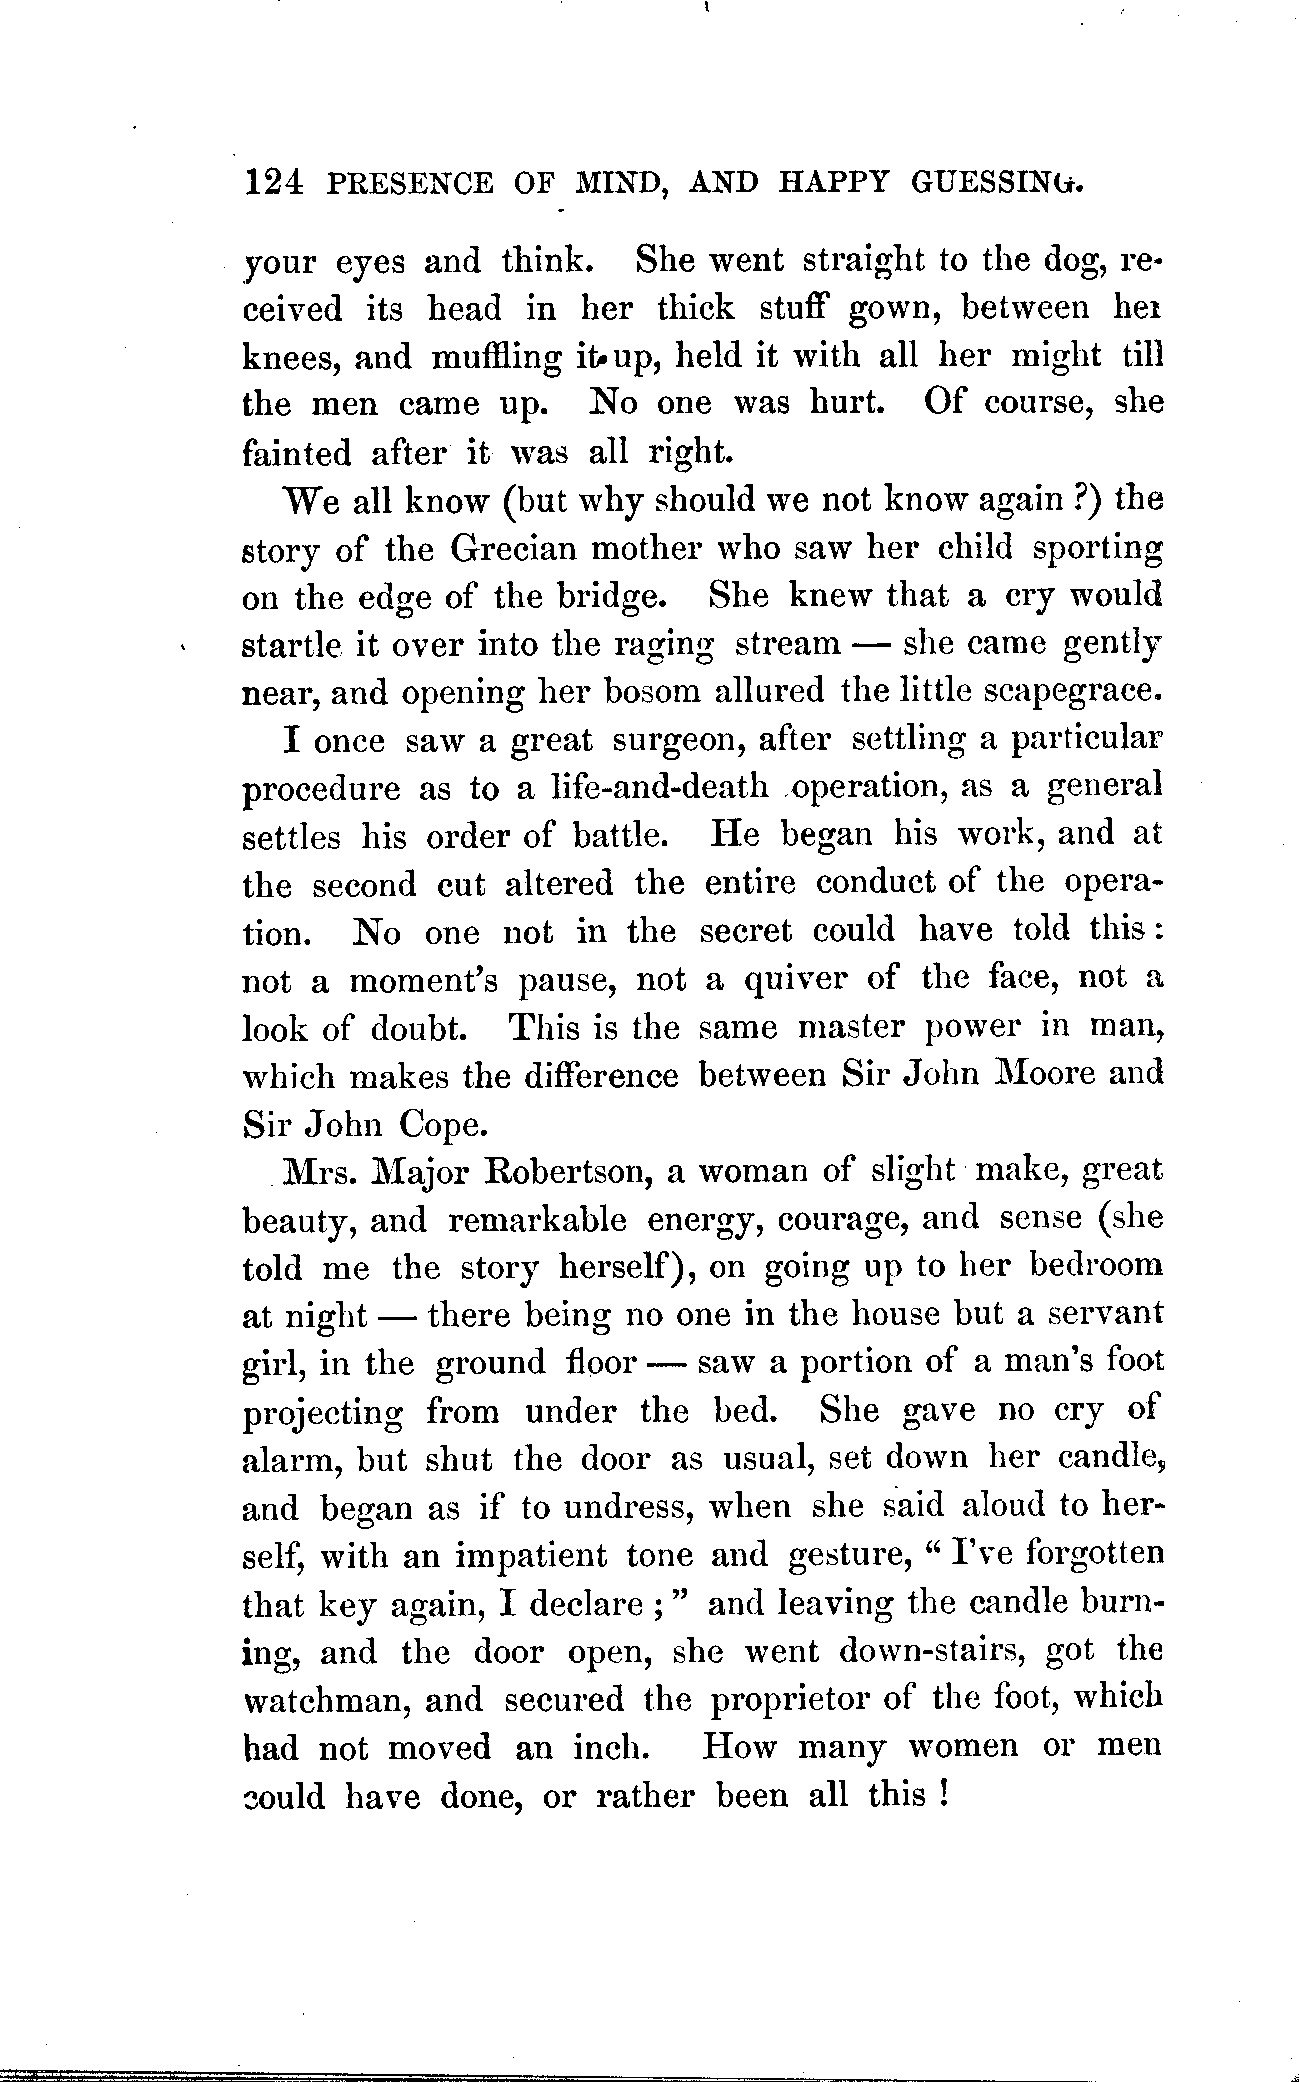 124 PRESENCE OF MIND, AND HAPPY GUESSING.
your eyes and think. She went straight to the dog, re-
ceived its head in her thick stuff gown, between her
knees, and muffling it up, held it with all her might till
the men came up. No one was hurt. Of course, she
fainted after it was all right.
We all know (but why should we not know again ?) the
story of the Grecian mother who saw her child sporting
on the edge of the bridge. She knew that a cry would
startle it over into the raging stream — she came gently
near, and opening her bosom allured the little scapegrace.
I once saw a great surgeon, after settling a particular
procedure as to a life-and-death operation, as a general
settles his order of battle. He began his work, and at
the second cut altered the entire conduct of the opera-
tion. No one not in the secret could have told this :
not a moment's pause, not a quiver of the face, not a
look of doubt. This is the same master power in man,
which makes the difference between Sir John Moore and
Sir John Cope.
Mrs. Major Robertson, a woman of slight make, great
beauty, and remarkable energy, courage, and sense (she
told me the story herself), on going up to her bedroom
at night — there being no one in the house but a servant
girl, in the ground floor — saw a portion of a man's foot
projecting from under the bed. She gave no cry of
alarm, but shut the door as usual, set down her candle,
and began as if to undress, when she said aloud to her-
self, with an impatient tone and gesture, “ I've forgotten
that key again, I declare ; ” and leaving the candle burn-
ing, and the door open, she went down-stairs, got the
watchman, and secured the proprietor of the foot, which
had not moved an inch. How many women or men
could have done, or rather been all this !